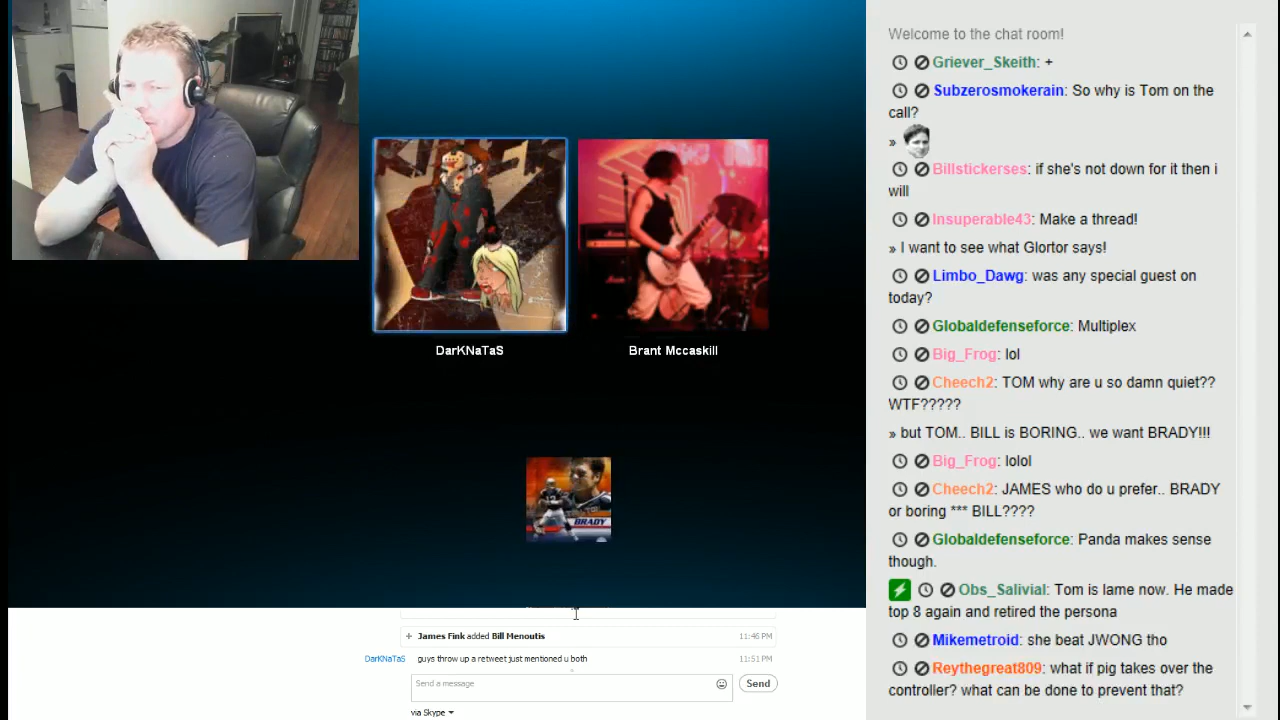 DarKNaTaS
Brant Mccaskill
BRADY
James Fink added Bill Menoutis
11:46 PM
DarKNaTaS
guys throw up a retweet just mentioned u both
11:51 PM
Send a message
Send
via Skype
Welcome to the chat room!
Griever_Skeith: +
Subzerosmokerain: So why is Tom on the
call?
»
Billstickerses: if she's not down for it then i
will
Insuperable43: Make a thread!
» I want to see what Glortor says!
Limbo_Dawg: was any special guest on
today?
Globaldefenseforce: Multiplex
Big_Frog: lol
Cheech2: TOM why are u so damn quiet??
WTF?????
» but TOM.. BILL is BORING.. we want BRADY!!!
Big_Frog: lolol
Cheech2: JAMES who do u prefer.. BRADY
or boring *** BILL????
Globaldefenseforce: Panda makes sense
though.
Obs_Salivial: Tom is lame now. He made
top 8 again and retired the persona
Mikemetroid: she beat JWONG tho
Reythegreat809: what if pig takes over the
controller? what can be done to prevent that?